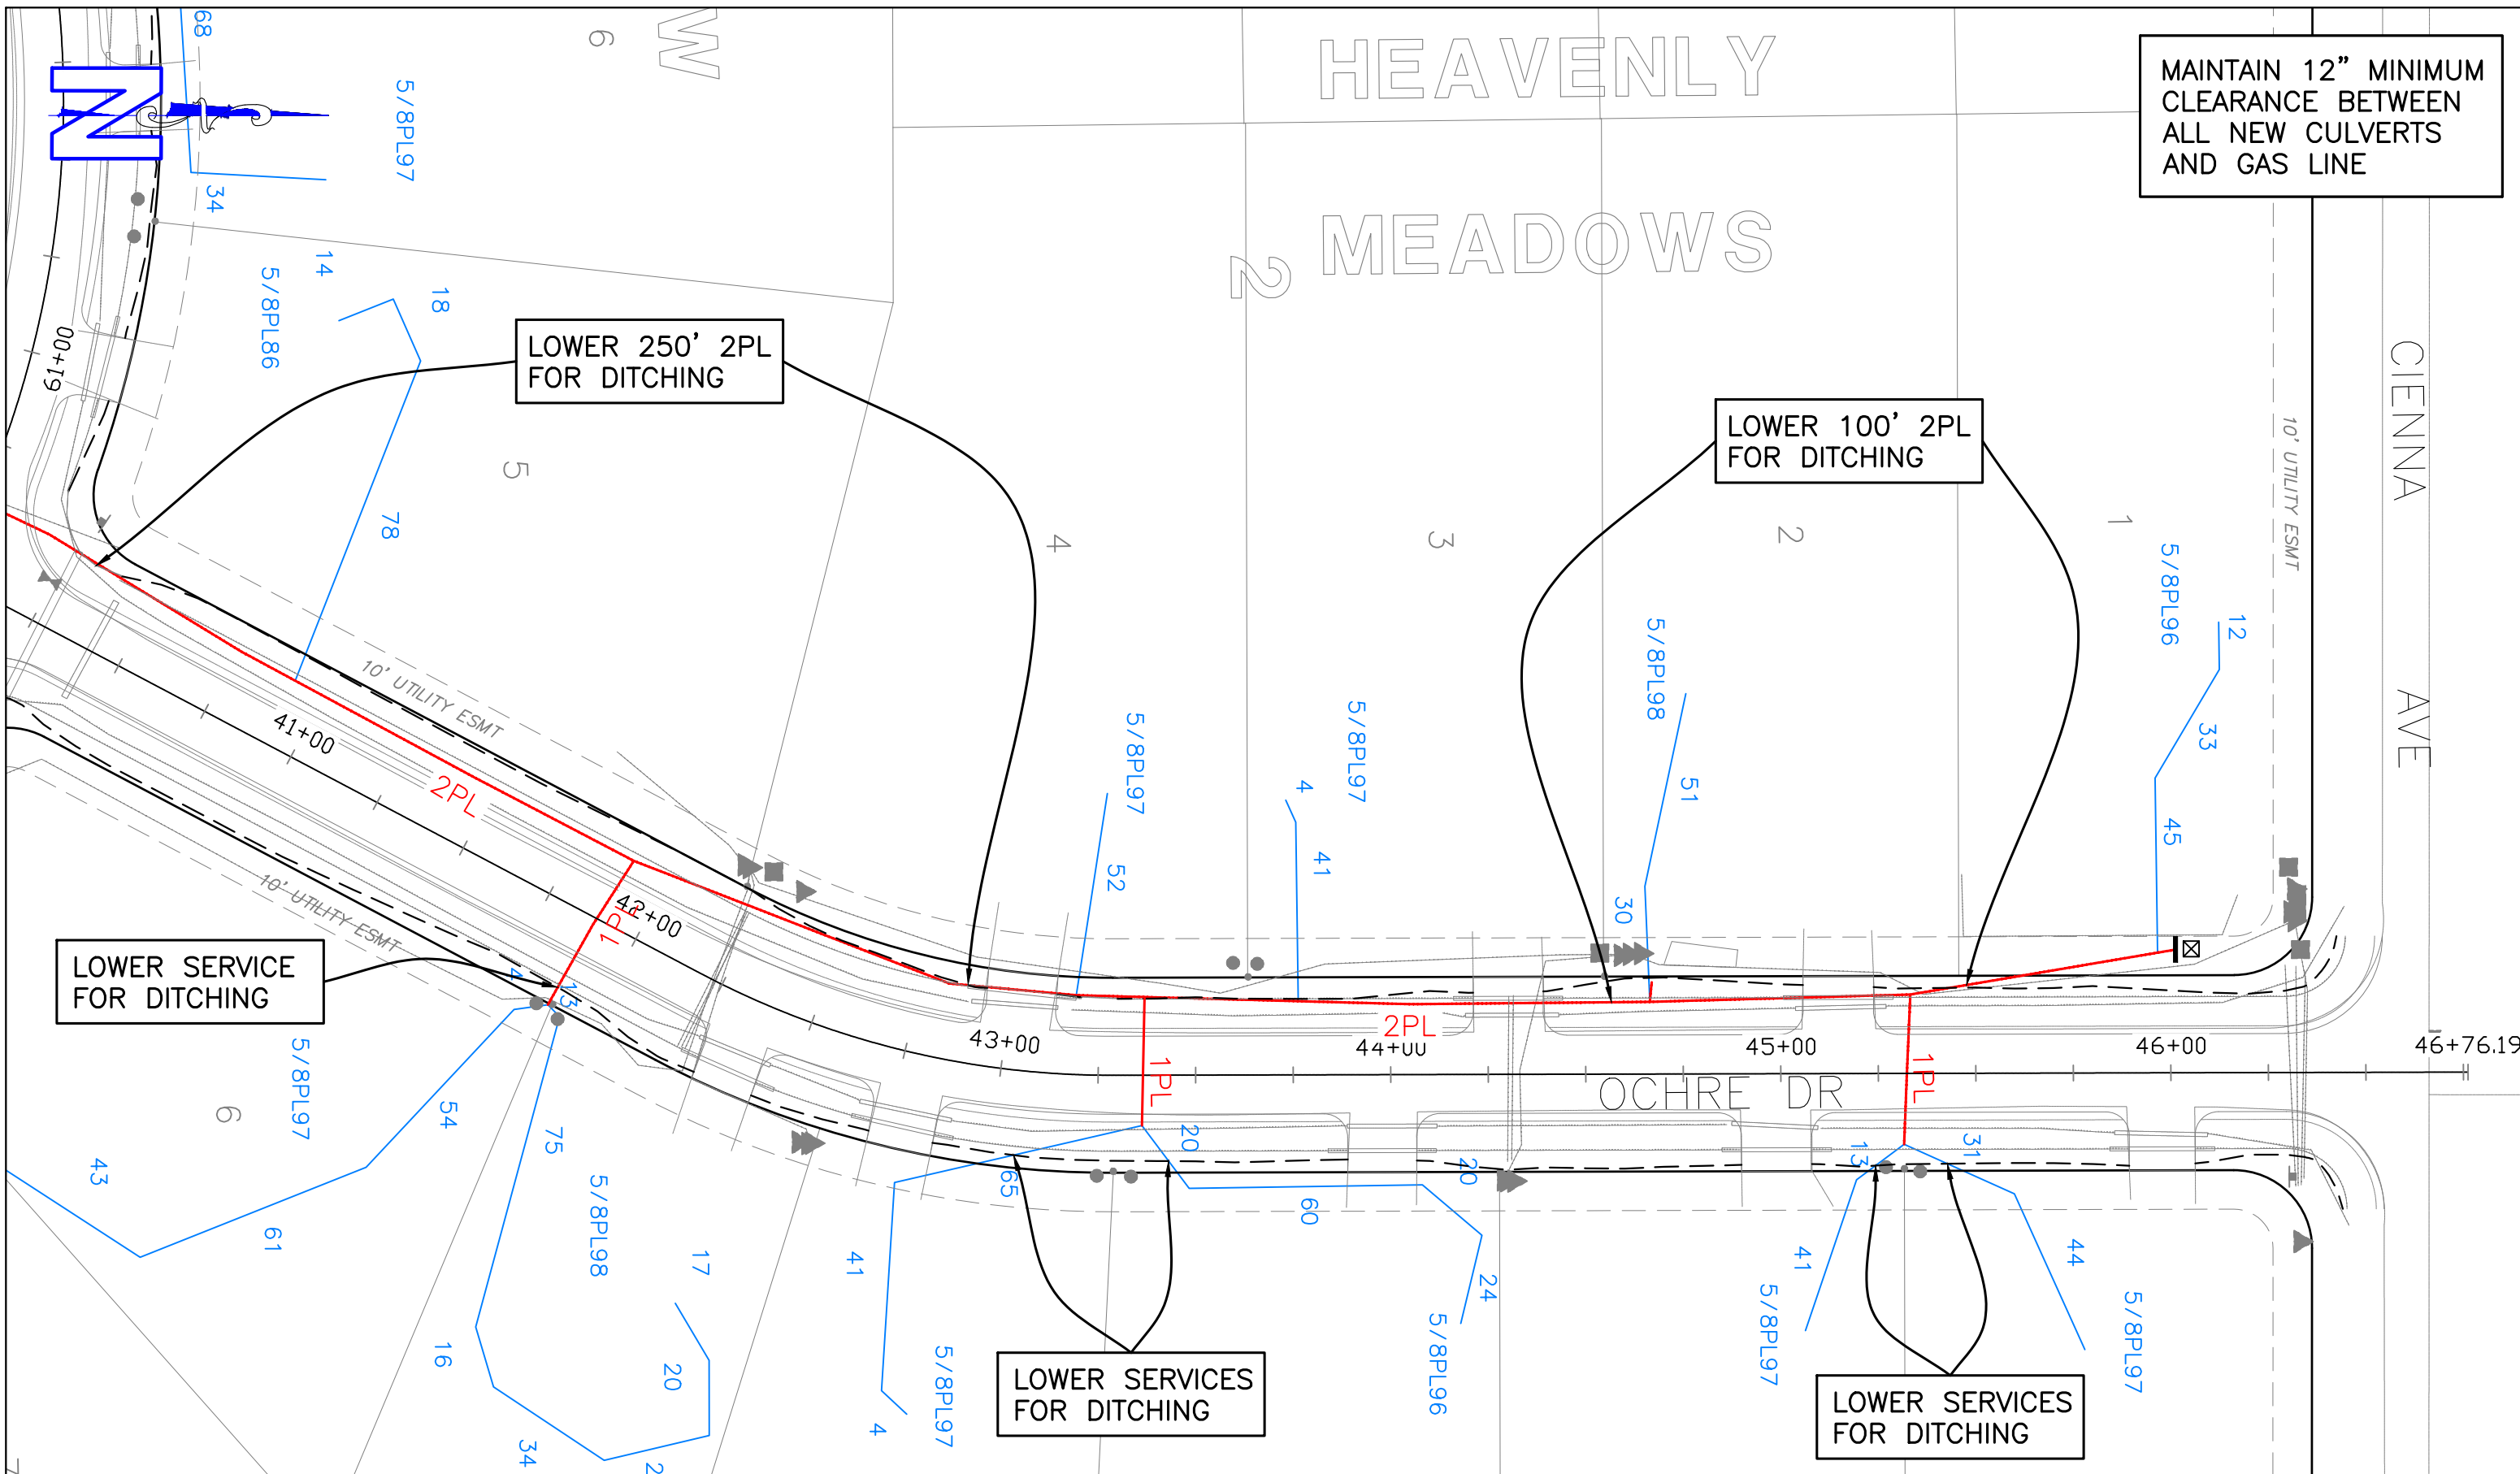 MAINTAIN 12" MINIMUM
CLEARANCE BETWEEN
ALL NEW CULVERTS
AND GAS LINE
HEAVENLY
MEADOWS
2
W
6
N
68
34
5/8PL97
14
5/8PL86
18
78
61+00
5
LOWER 250' 2PL
FOR DITCHING
LOWER 100' 2PL
FOR DITCHING
4
3
2
1
CIENNA AVE
10' UTILITY ESMT
5/8PL96
12
33
45
5/8PL98
51
30
5/8PL97
4
41
5/8PL97
52
10' UTILITY ESMT
41+00
2PL
42+00
1PL
10' UTILITY ESMT
LOWER SERVICE
FOR DITCHING
4
13
43+00
2PL
44+00
45+00
46+00
46+76.19
OCHRE DR
1PL
1PL
20
65
60
20
24
5/8PL96
13
31
41
44
5/8PL97
5/8PL97
6
5/8PL97
54
43
61
75
5/8PL98
17
20
16
34
41
5/8PL97
4
LOWER SERVICES
FOR DITCHING
LOWER SERVICES
FOR DITCHING